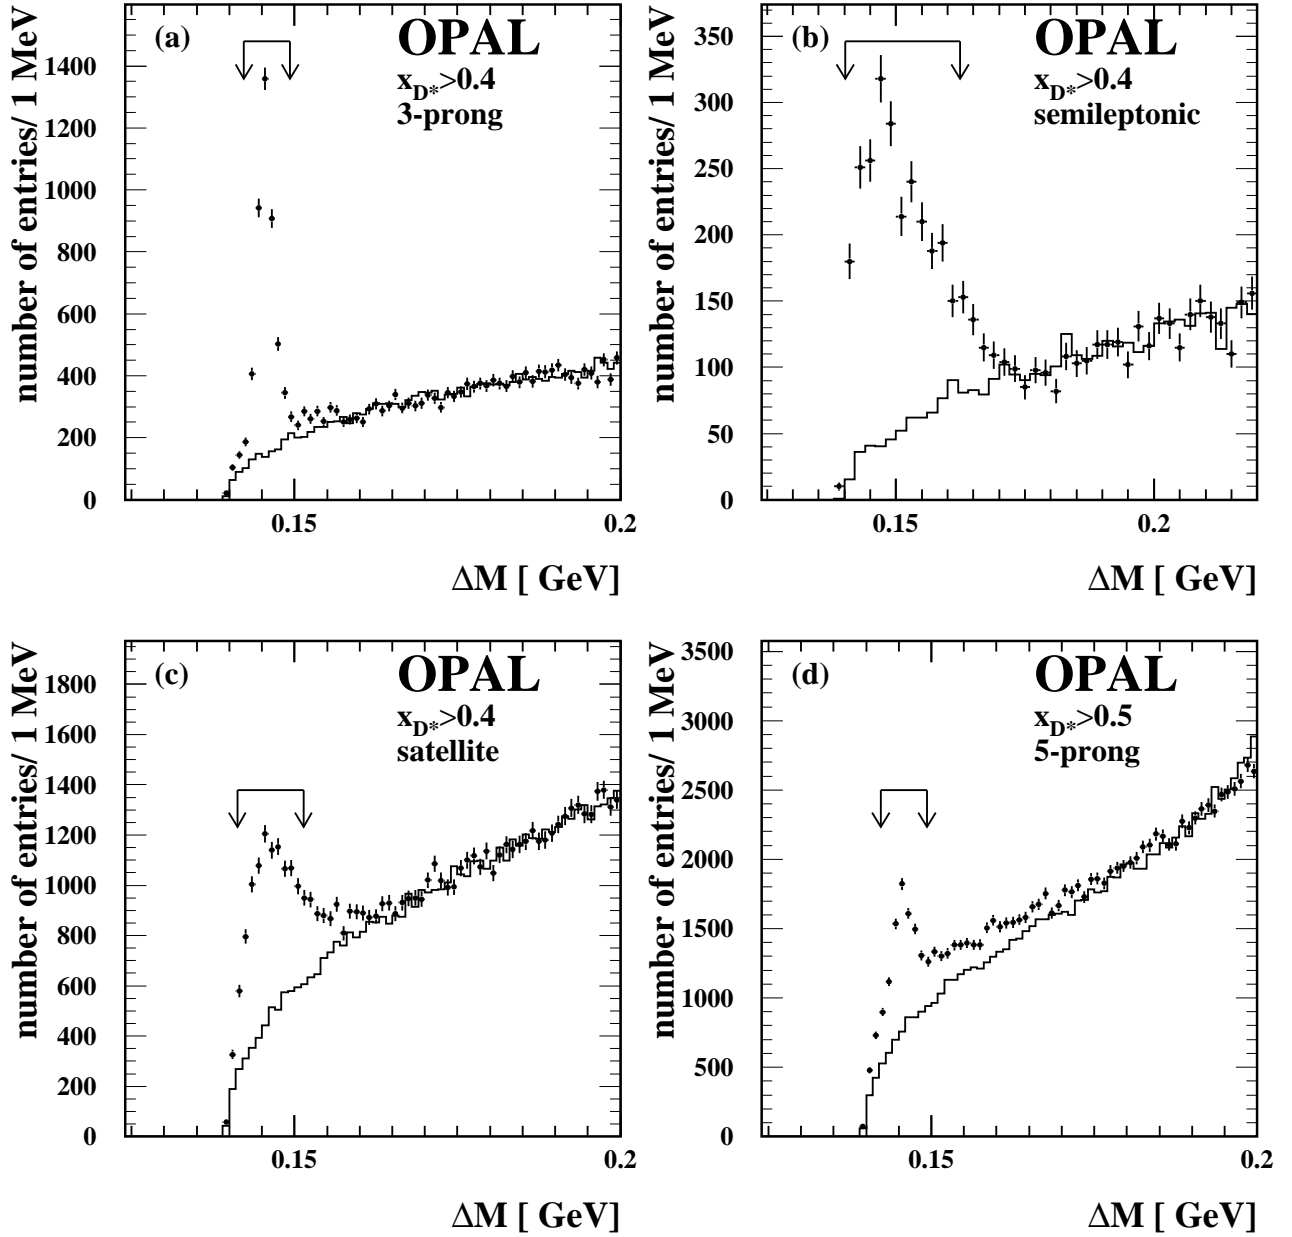 (a)
OPAL
x_D*>0.4
3-prong
number of entries/ 1 MeV
1400
1200
1000
800
600
400
200
0
0.15 0.2
ΔM [ GeV]
(b)
OPAL
x_D*>0.4
semileptonic
number of entries/ 1 MeV
350
300
250
200
150
100
50
0
0.15 0.2
ΔM [ GeV]
(c)
OPAL
x_D*>0.4
satellite
number of entries/ 1 MeV
1800
1600
1400
1200
1000
800
600
400
200
0
0.15 0.2
ΔM [ GeV]
(d)
OPAL
x_D*>0.5
5-prong
number of entries/ 1 MeV
3500
3000
2500
2000
1500
1000
500
0
0.15 0.2
ΔM [ GeV]